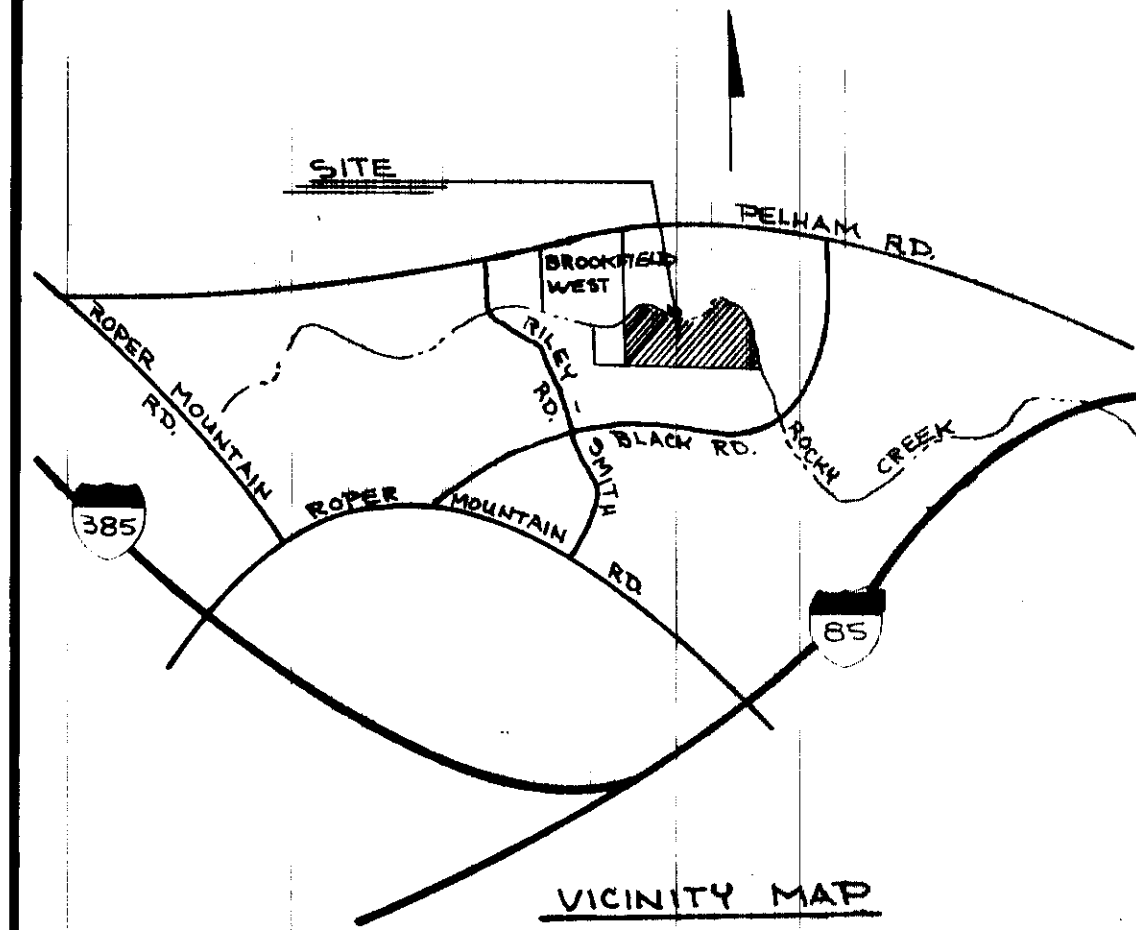 SITE
PELHAM RD.
BROOKFIELD
WEST
ROPER MOUNTAIN
RD.
RILEY
RD.
SMITH
BLACK RD.
ROCKY CREEK
ROPER MOUNTAIN RD.
385
85
VICINITY MAP